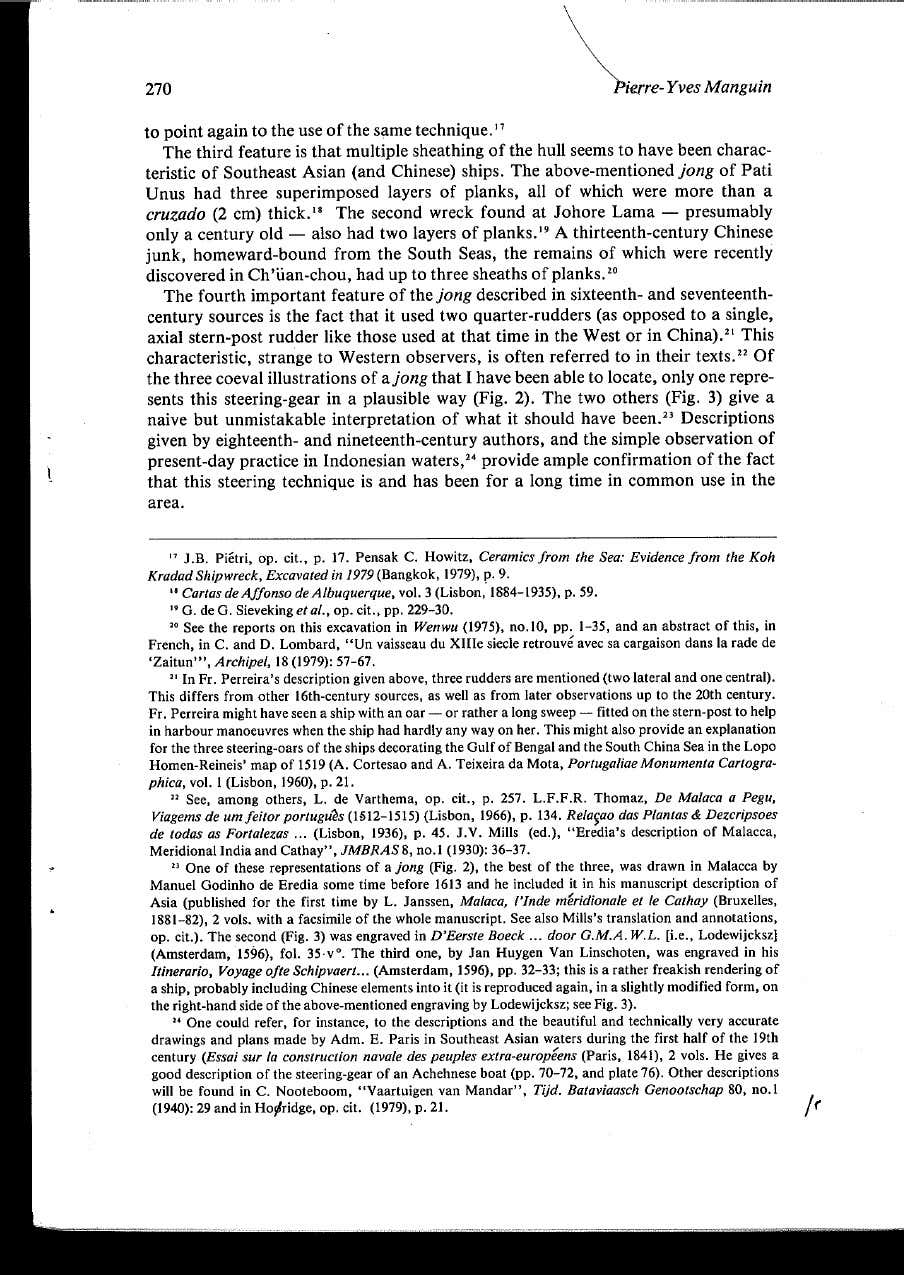 270 Pierre-Yves Manguin
to point again to the use of the same technique.¹⁷
The third feature is that multiple sheathing of the hull seems to have been charac-
teristic of Southeast Asian (and Chinese) ships. The above-mentioned jong of Pati
Unus had three superimposed layers of planks, all of which were more than a
cruzado (2 cm) thick.¹⁸ The second wreck found at Johore Lama — presumably
only a century old — also had two layers of planks.¹⁹ A thirteenth-century Chinese
junk, homeward-bound from the South Seas, the remains of which were recently
discovered in Ch'üan-chou, had up to three sheaths of planks.²⁰
The fourth important feature of the jong described in sixteenth- and seventeenth-
century sources is the fact that it used two quarter-rudders (as opposed to a single,
axial stern-post rudder like those used at that time in the West or in China).²¹ This
characteristic, strange to Western observers, is often referred to in their texts.²² Of
the three coeval illustrations of a jong that I have been able to locate, only one repre-
sents this steering-gear in a plausible way (Fig. 2). The two others (Fig. 3) give a
naive but unmistakable interpretation of what it should have been.²³ Descriptions
given by eighteenth- and nineteenth-century authors, and the simple observation of
present-day practice in Indonesian waters,²⁴ provide ample confirmation of the fact
that this steering technique is and has been for a long time in common use in the
area.
¹⁷ J.B. Piétri, op. cit., p. 17. Pensak C. Howitz, Ceramics from the Sea: Evidence from the Koh
Kradad Shipwreck, Excavated in 1979 (Bangkok, 1979), p. 9.
¹⁸ Cartas de Affonso de Albuquerque, vol. 3 (Lisbon, 1884-1935), p. 59.
¹⁹ G. de G. Sieveking et al., op. cit., pp. 229-30.
²⁰ See the reports on this excavation in Wenwu (1975), no.10, pp. 1-35, and an abstract of this, in
French, in C. and D. Lombard, "Un vaisseau du XIIIe siecle retrouvé avec sa cargaison dans la rade de
'Zaitun'", Archipel, 18 (1979): 57-67.
²¹ In Fr. Perreira's description given above, three rudders are mentioned (two lateral and one central).
This differs from other 16th-century sources, as well as from later observations up to the 20th century.
Fr. Perreira might have seen a ship with an oar — or rather a long sweep — fitted on the stern-post to help
in harbour manoeuvres when the ship had hardly any way on her. This might also provide an explanation
for the three steering-oars of the ships decorating the Gulf of Bengal and the South China Sea in the Lopo
Homen-Reineis' map of 1519 (A. Cortesao and A. Teixeira da Mota, Portugaliae Monumenta Cartogra-
phica, vol. 1 (Lisbon, 1960), p. 21.
²² See, among others, L. de Varthema, op. cit., p. 257. L.F.F.R. Thomaz, De Malaca a Pegu,
Viagems de um feitor português (1512-1515) (Lisbon, 1966), p. 134. Relaçao das Plantas & Dezcripsoes
de todas as Fortalezas ... (Lisbon, 1936), p. 45. J.V. Mills (ed.), "Eredia's description of Malacca,
Meridional India and Cathay", JMBRAS 8, no.1 (1930): 36-37.
²³ One of these representations of a jong (Fig. 2), the best of the three, was drawn in Malacca by
Manuel Godinho de Eredia some time before 1613 and he included it in his manuscript description of
Asia (published for the first time by L. Janssen, Malaca, l'Inde méridionale et le Cathay (Bruxelles,
1881-82), 2 vols. with a facsimile of the whole manuscript. See also Mills's translation and annotations,
op. cit.). The second (Fig. 3) was engraved in D'Eerste Boeck ... door G.M.A.W.L. [i.e., Lodewijcksz]
(Amsterdam, 1596), fol. 35-v°. The third one, by Jan Huygen Van Linschoten, was engraved in his
Itinerario, Voyage ofte Schipvaert... (Amsterdam, 1596), pp. 32-33; this is a rather freakish rendering of
a ship, probably including Chinese elements into it (it is reproduced again, in a slightly modified form, on
the right-hand side of the above-mentioned engraving by Lodewijcksz; see Fig. 3).
²⁴ One could refer, for instance, to the descriptions and the beautiful and technically very accurate
drawings and plans made by Adm. E. Paris in Southeast Asian waters during the first half of the 19th
century (Essai sur la construction navale des peuples extra-européens (Paris, 1841), 2 vols. He gives a
good description of the steering-gear of an Achehnese boat (pp. 70-72, and plate 76). Other descriptions
will be found in C. Nooteboom, "Vaartuigen van Mandar", Tijd. Bataviaasch Genootschap 80, no.1
(1940): 29 and in Hofridge, op. cit. (1979), p. 21. /r